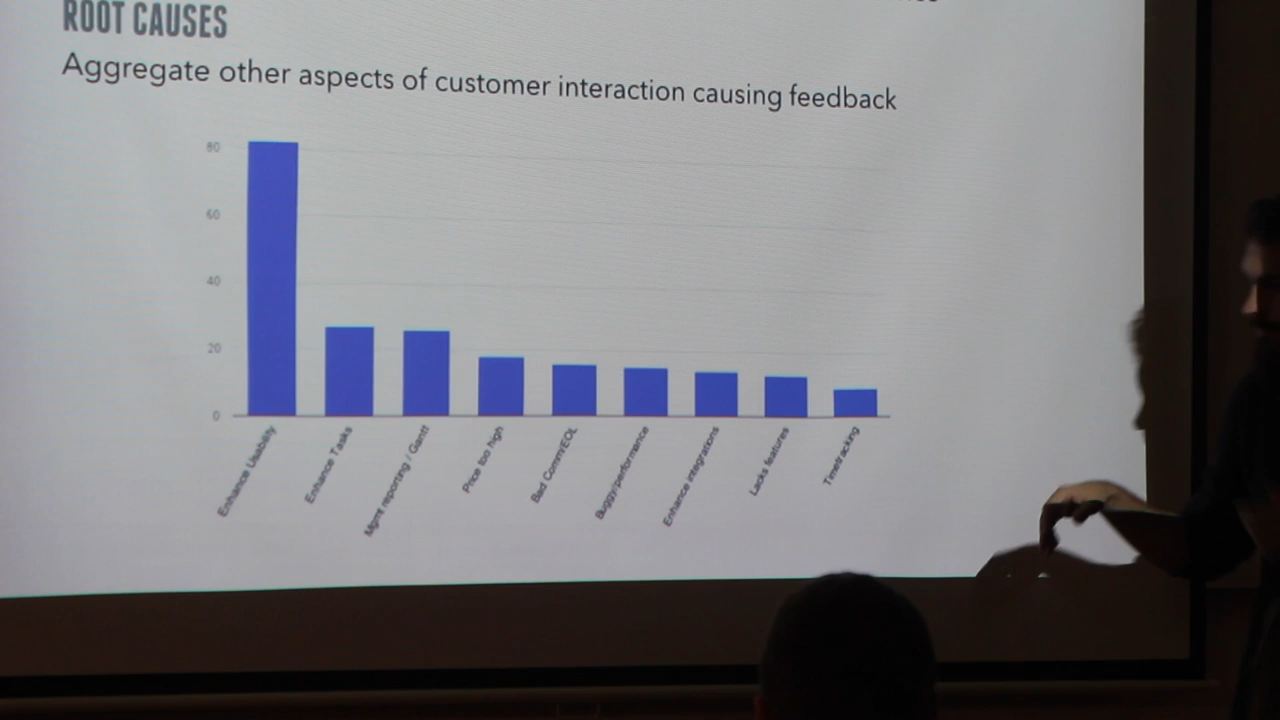 ROOT CAUSES
Aggregate other aspects of customer interaction causing feedback
80
60
40
20
0
Enhance Usability
Enhance Tasks
Mgmt reporting / Gantt
Price too high
Bad Comm/EOL
Buggy/performance
Enhance integrations
Lacks features
Timetracking